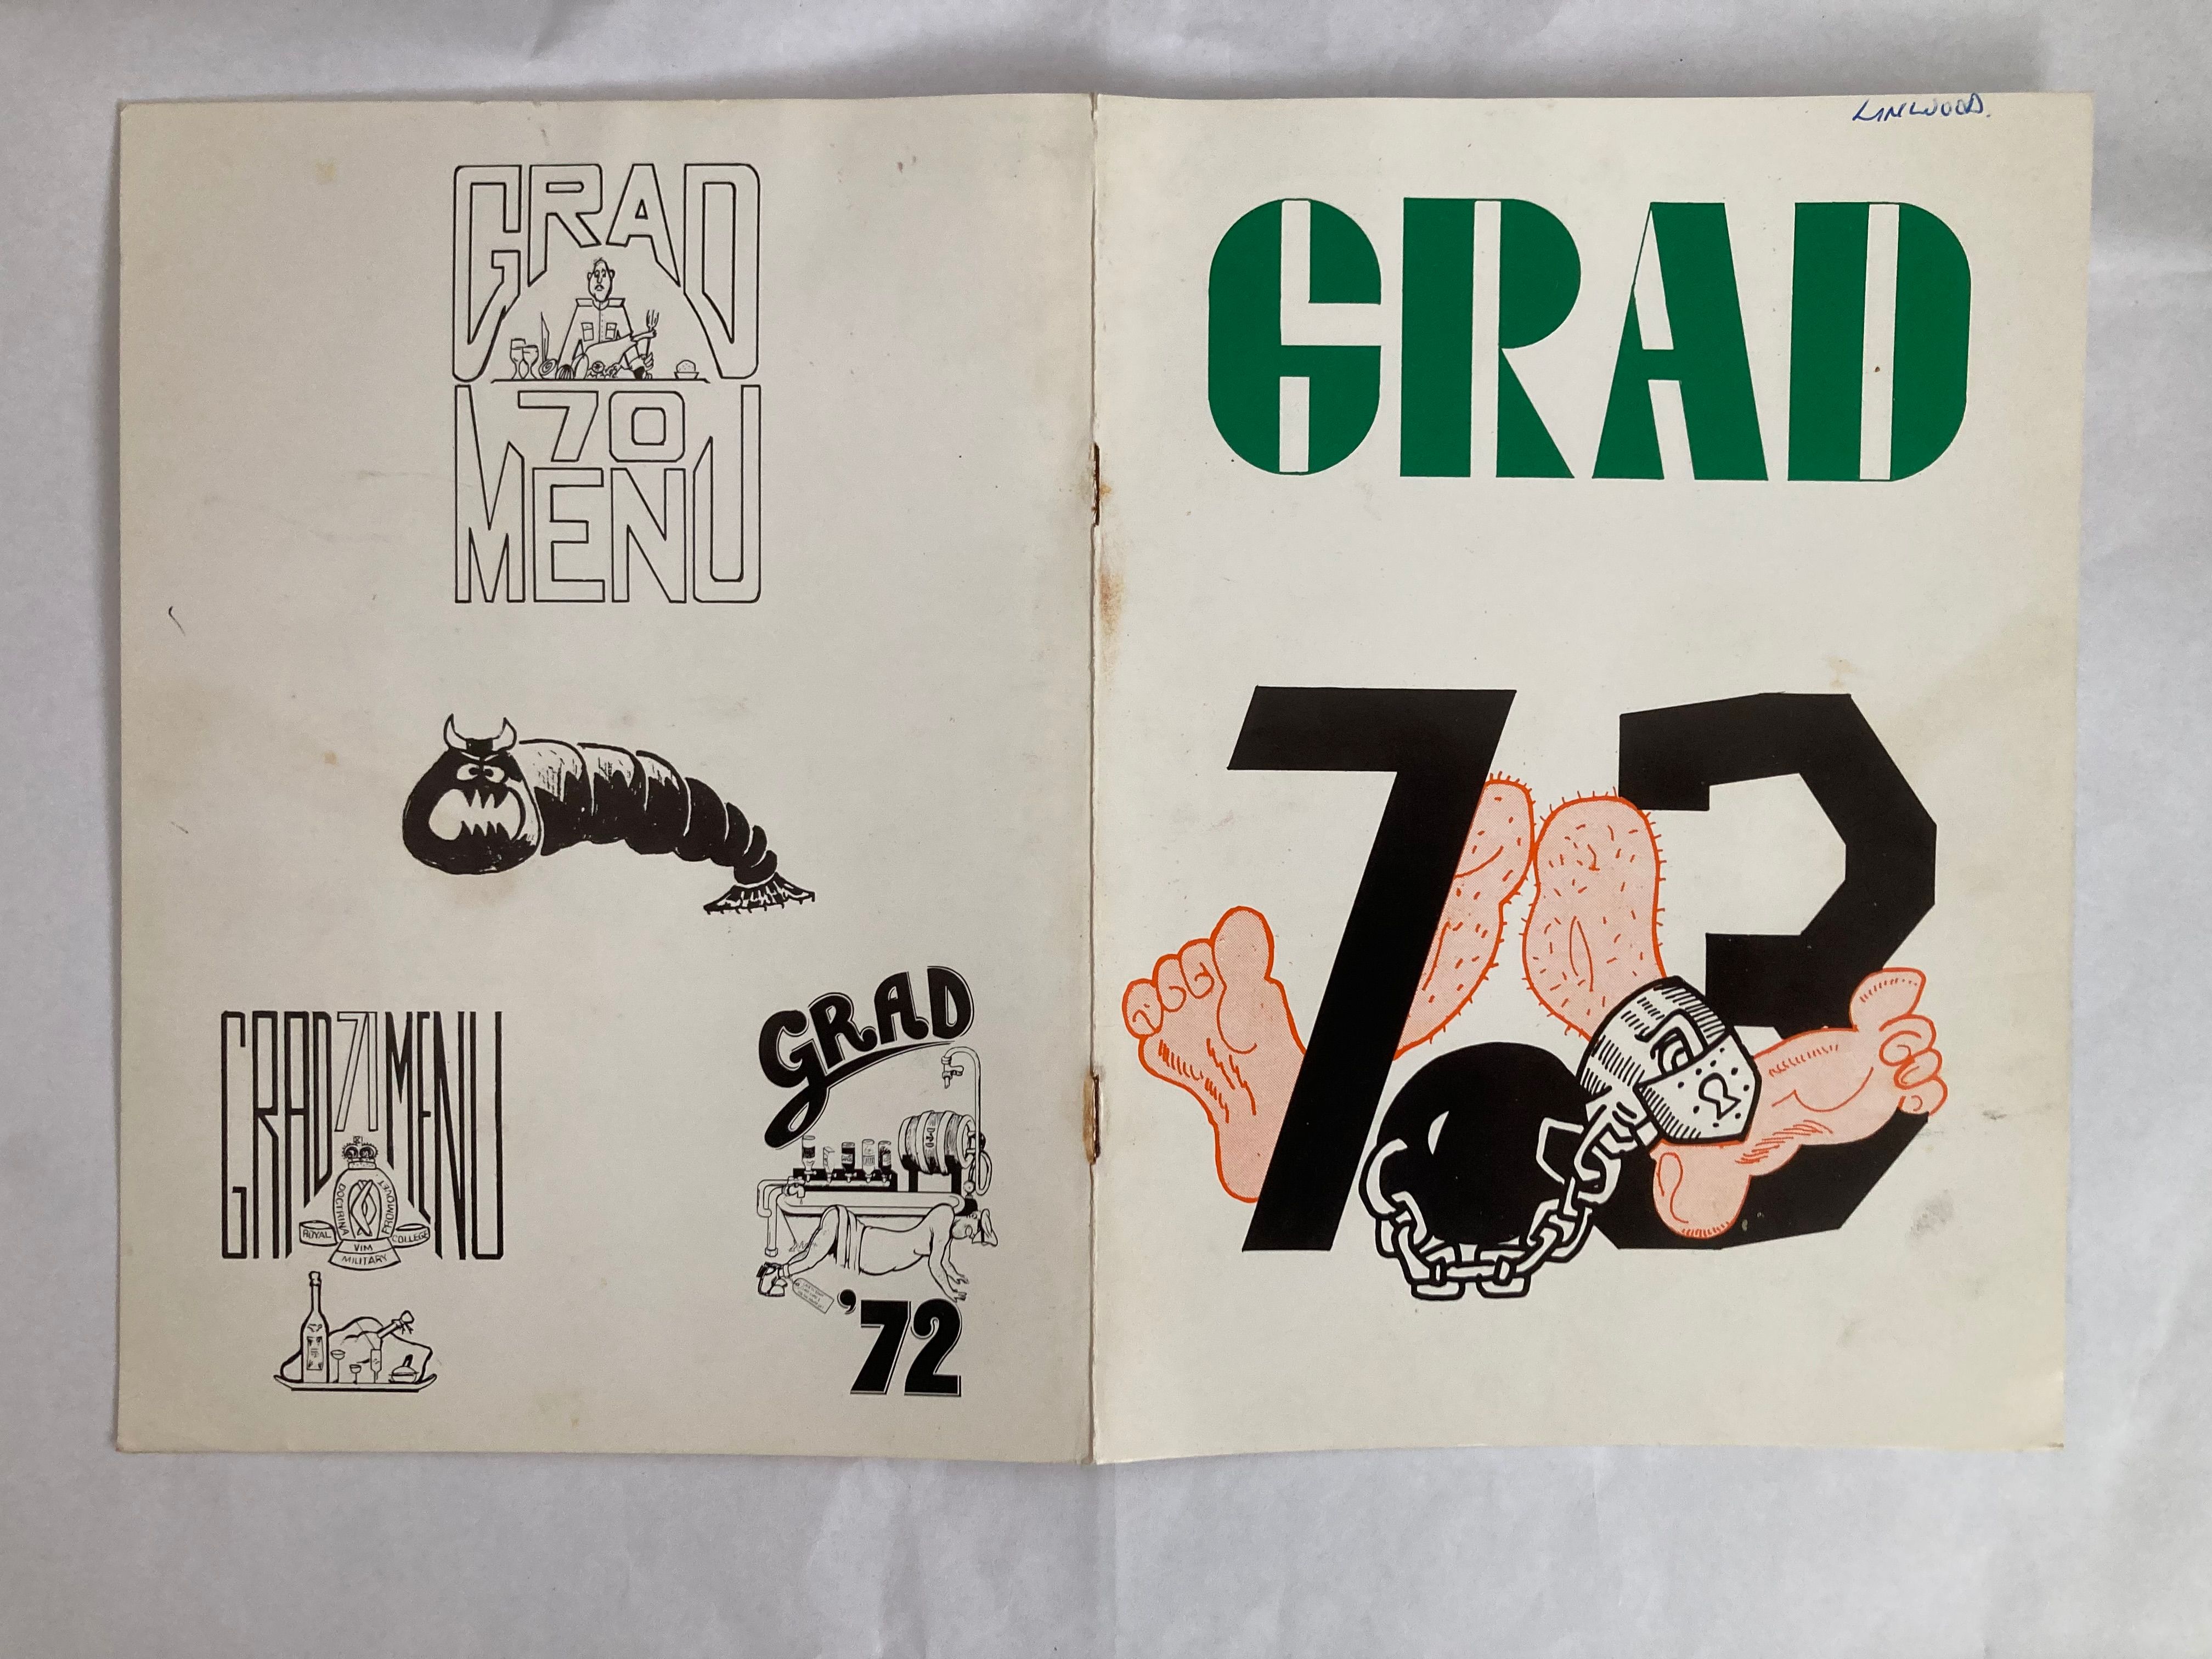 GRAD
70
MENU
GRAD 71 MENU
DOCTRINA
VIM
PROMOVET
ROYAL
MILITARY
COLLEGE
GRAD
'72
LINWOOD.
GRAD
73